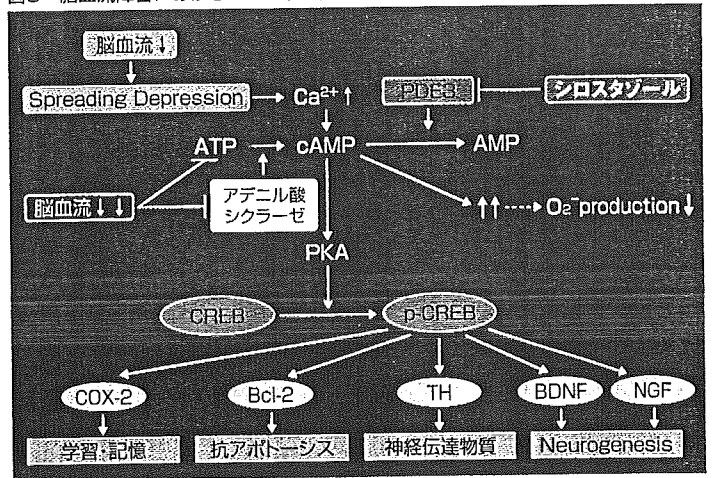 脳血流↓
Spreading Depression → Ca²⁺↑
PDE3
シロスタゾール
ATP → cAMP → AMP
脳血流↓↓
アデニル酸
シクラーゼ
↑↑ → O₂⁻production↓
PKA
CREB → p-CREB
COX-2
Bcl-2
TH
BDNF
NGF
学習・記憶
抗アポトーシス
神経伝達物質
Neurogenesis